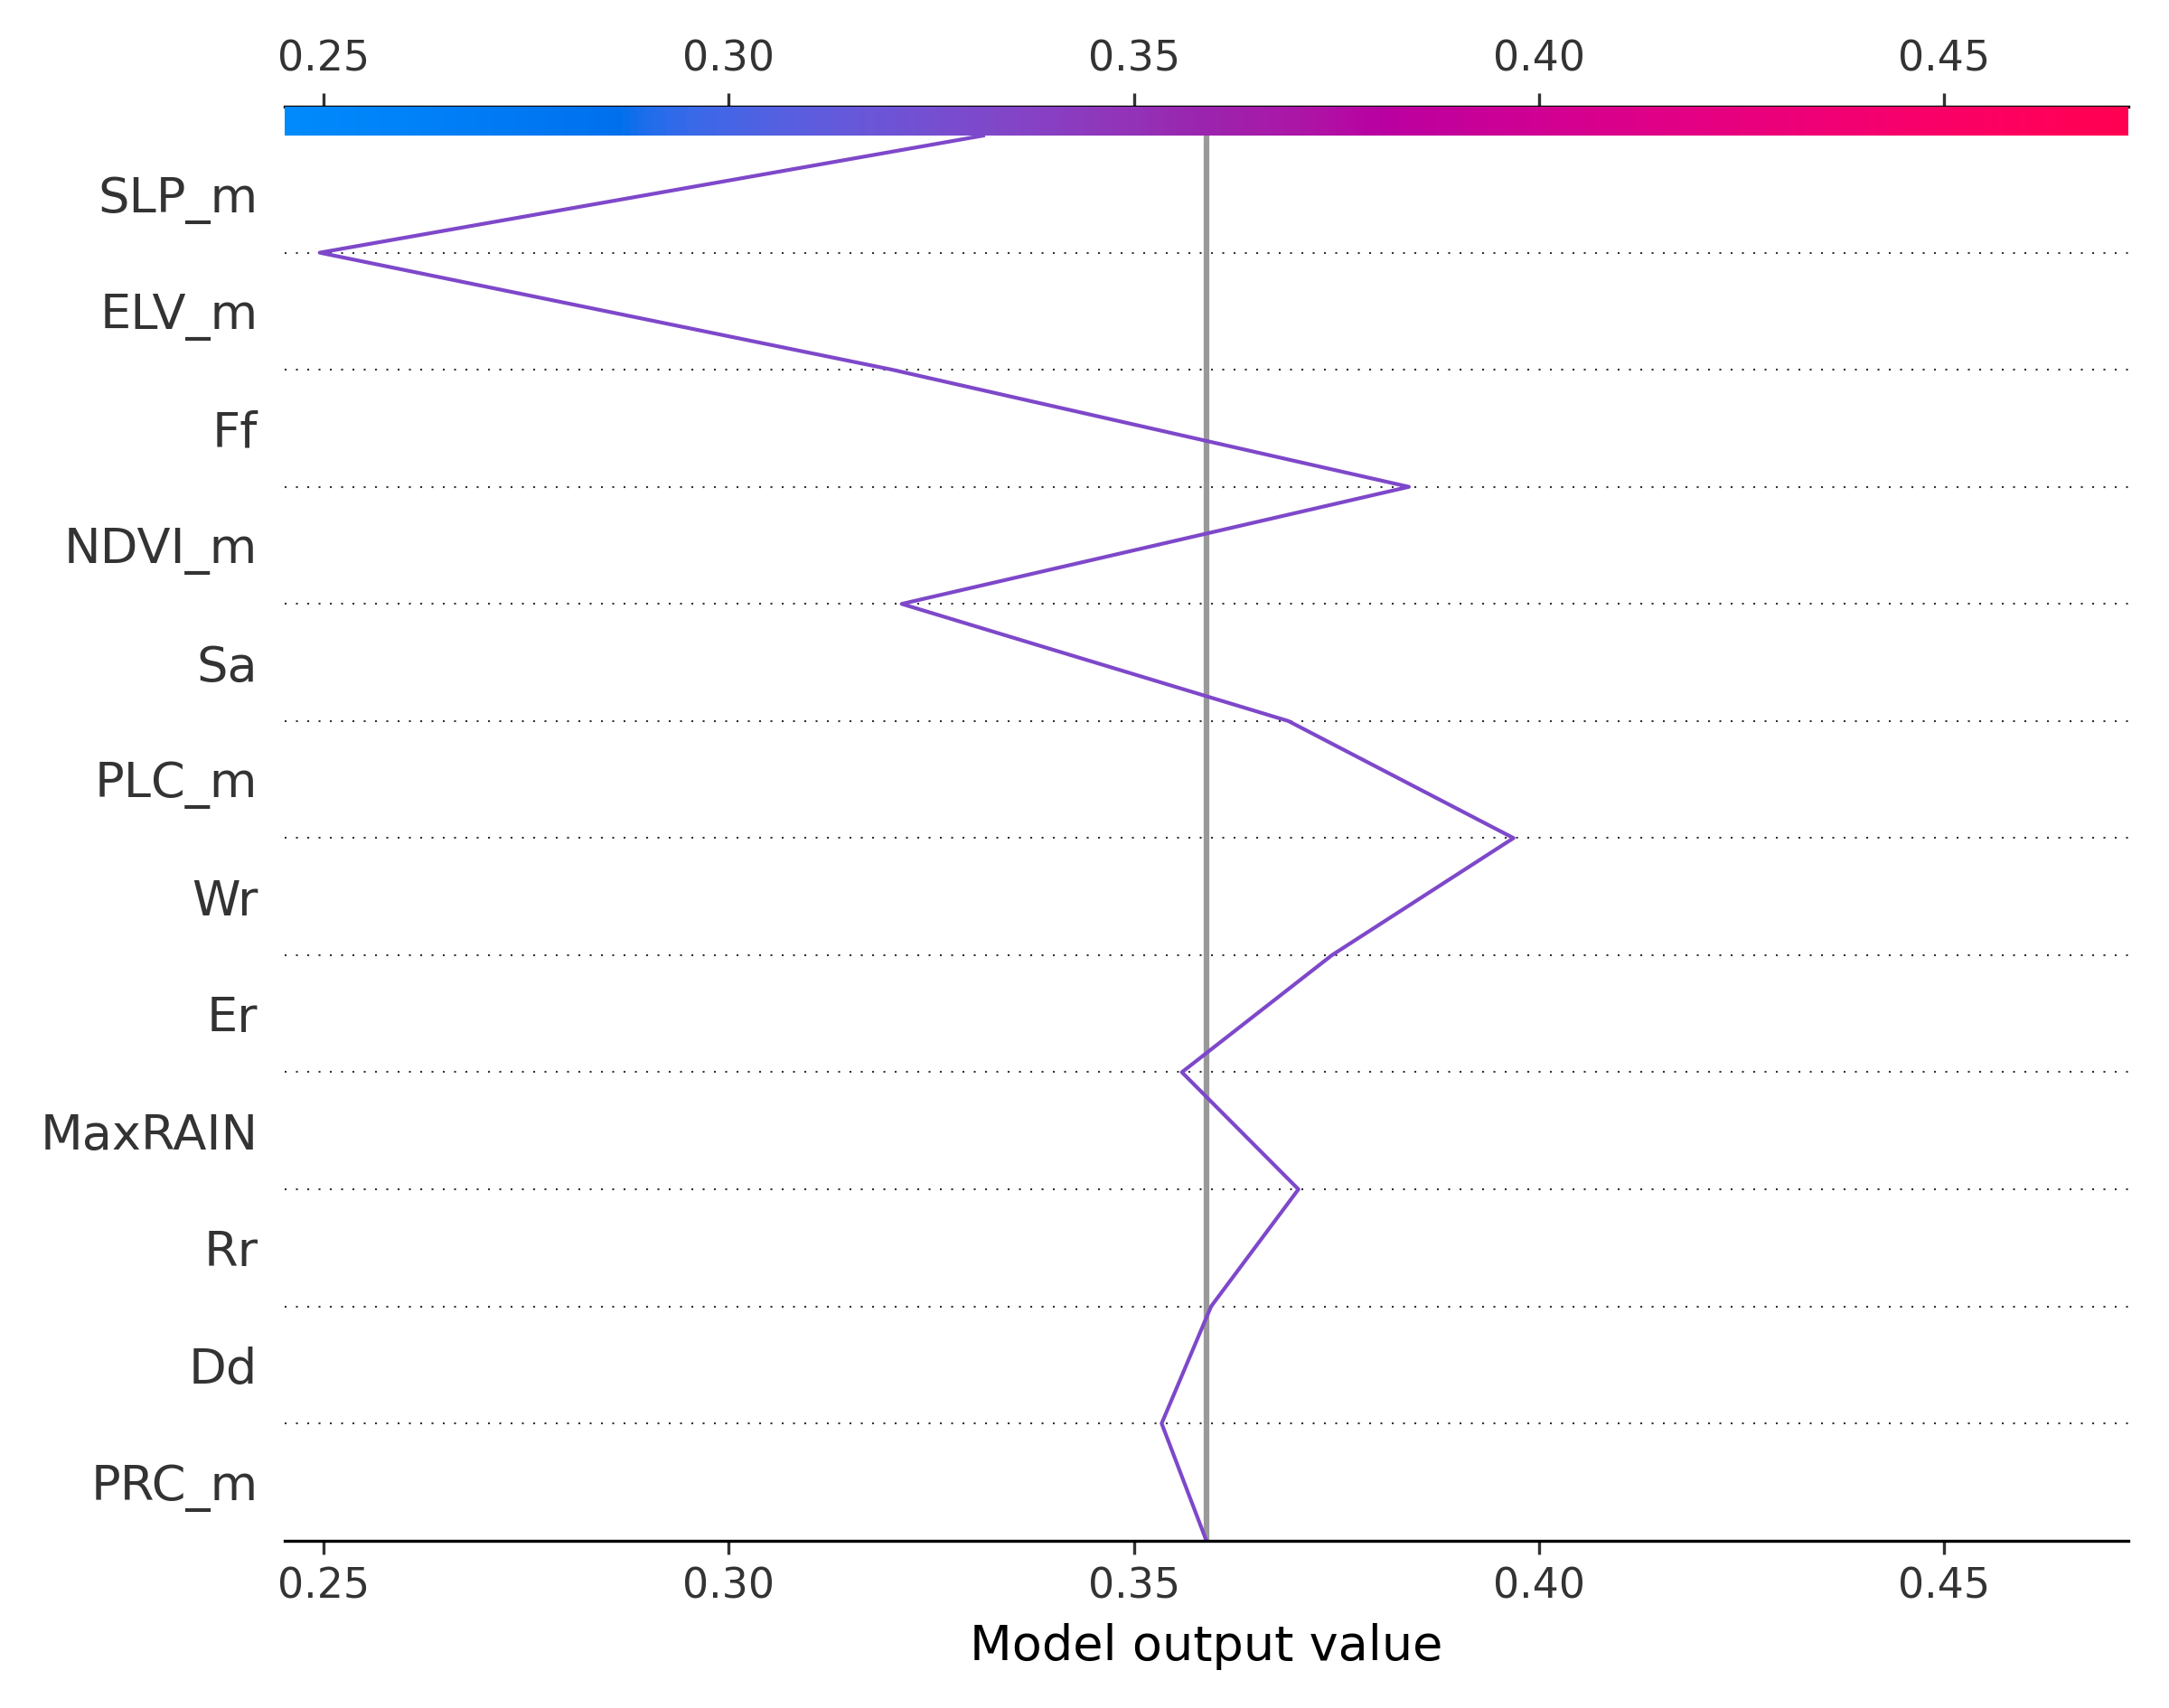 0.25 0.30 0.35 0.40 0.45
SLP_m
ELV_m
Ff
NDVI_m
Sa
PLC_m
Wr
Er
MaxRAIN
Rr
Dd
PRC_m
0.25 0.30 0.35 0.40 0.45
Model output value